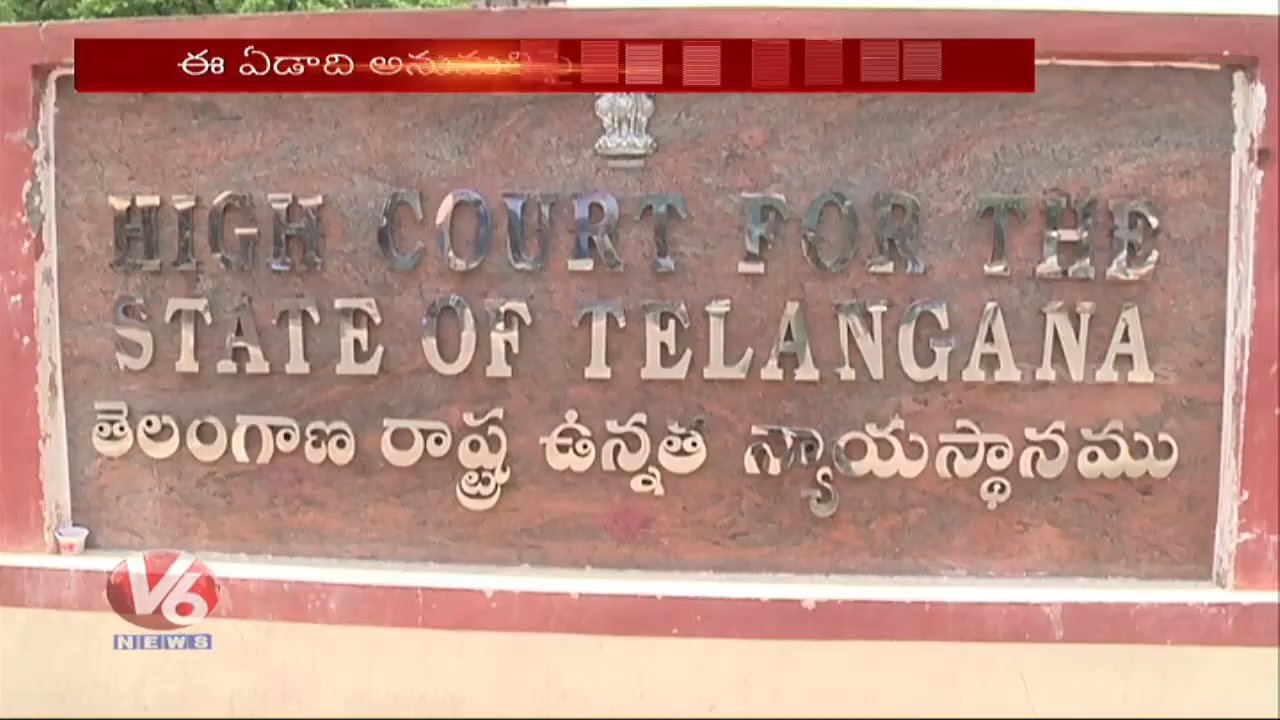 ఈ ఏడాది
HIGH COURT FOR THE
STATE OF TELANGANA
తెలంగాణ రాష్ట్ర ఉన్నత న్యాయస్థానము
V6
NEWS